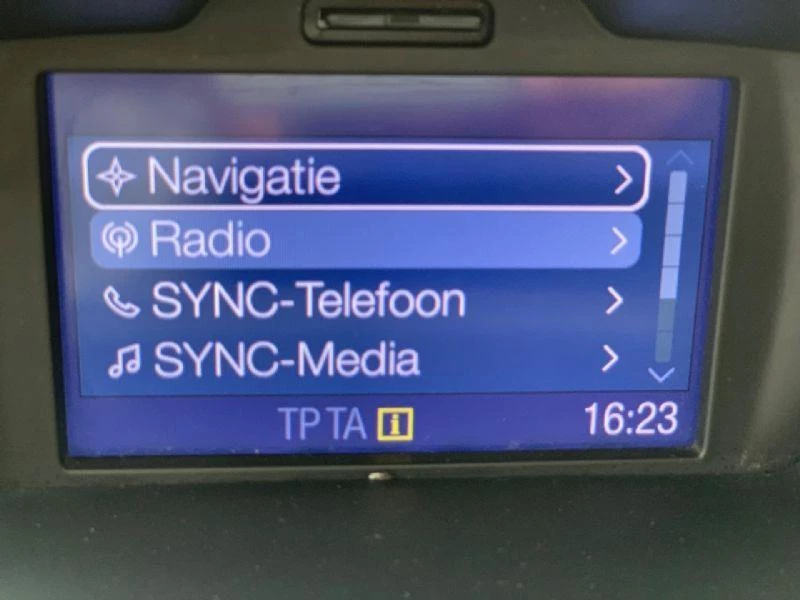 Navigatie
Radio
SYNC-Telefoon
SYNC-Media
TP TA i 16:23